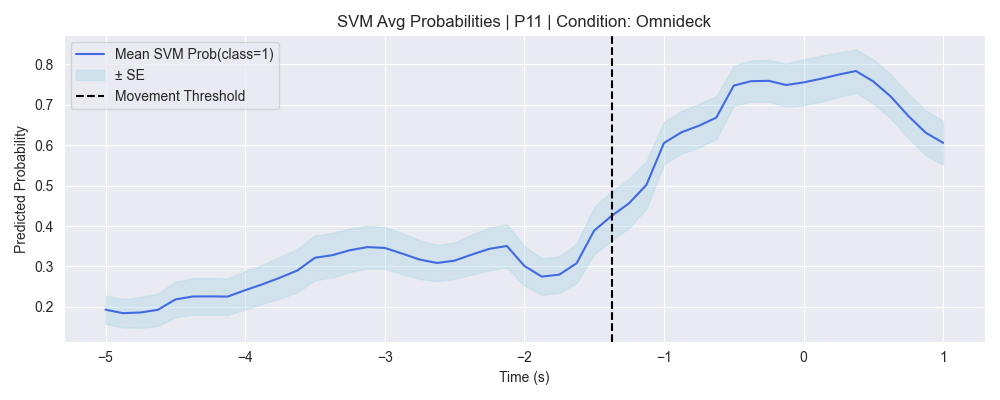 SVM Avg Probabilities | P11 | Condition: Omnideck
Mean SVM Prob(class=1)
± SE
Movement Threshold
Predicted Probability
0.8
0.7
0.6
0.5
0.4
0.3
0.2
−5 −4 −3 −2 −1 0 1
Time (s)